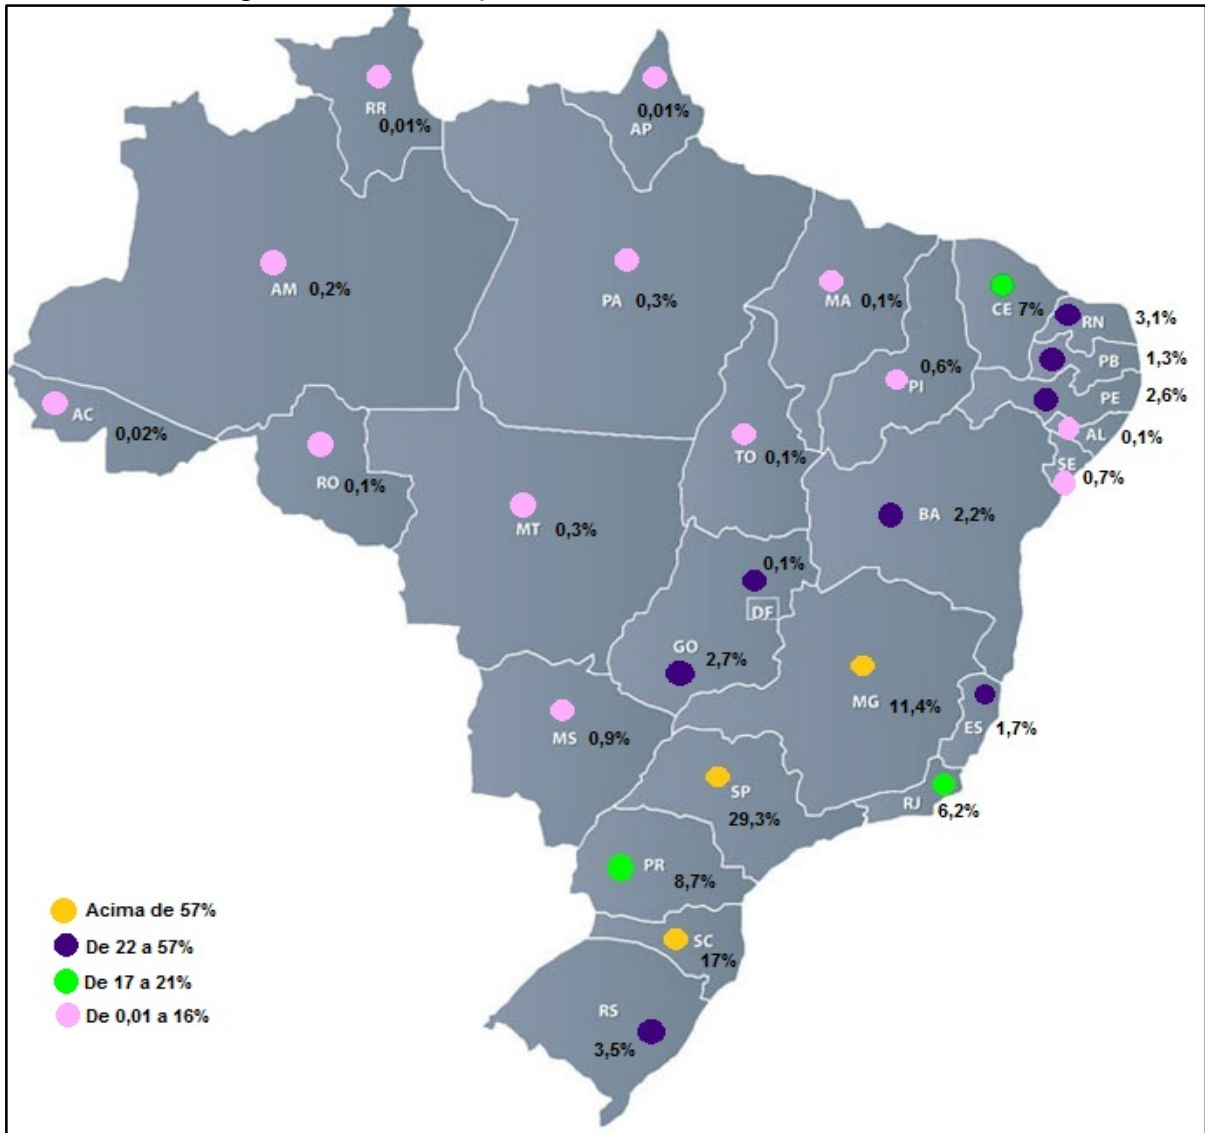 RR
0,01%
0,01%
AP
AM 0,2%
PA 0,3%
MA 0,1%
CE 7%
RN 3,1%
PB 1,3%
0,6%
PI
PE 2,6%
AC
0,02%
AL
0,1%
TO 0,1%
SE
0,7%
RO 0,1%
MT 0,3%
BA 2,2%
0,1%
DF
GO
2,7%
MG 11,4%
ES
1,7%
MS 0,9%
SP
29,3%
RJ
6,2%
PR
8,7%
SC
17%
RS
3,5%
Acima de 57%
De 22 a 57%
De 17 a 21%
De 0,01 a 16%